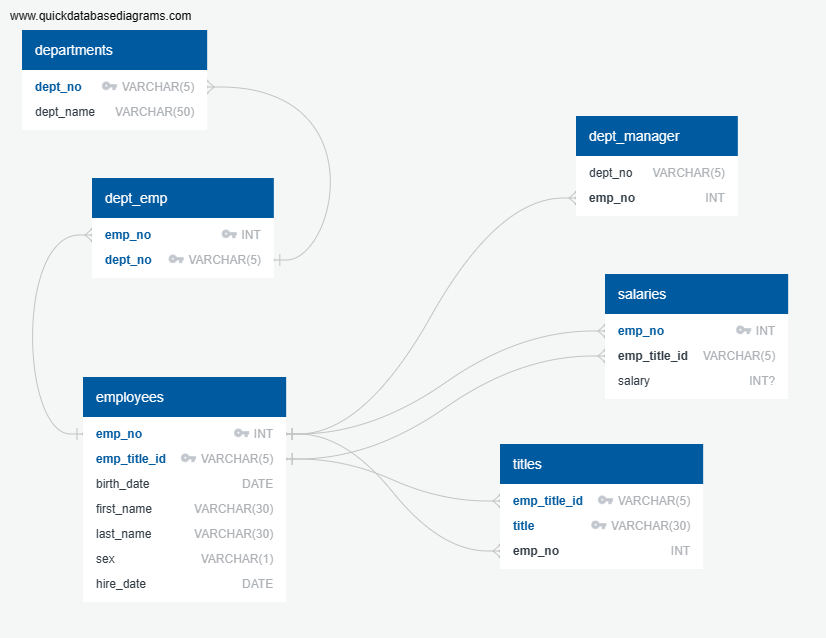 www.quickdatabasediagrams.com
departments
dept_no VARCHAR(5)
dept_name VARCHAR(50)
dept_emp
emp_no INT
dept_no VARCHAR(5)
employees
emp_no INT
emp_title_id VARCHAR(5)
birth_date DATE
first_name VARCHAR(30)
last_name VARCHAR(30)
sex VARCHAR(1)
hire_date DATE
dept_manager
dept_no VARCHAR(5)
emp_no INT
salaries
emp_no INT
emp_title_id VARCHAR(5)
salary INT?
titles
emp_title_id VARCHAR(5)
title VARCHAR(30)
emp_no INT